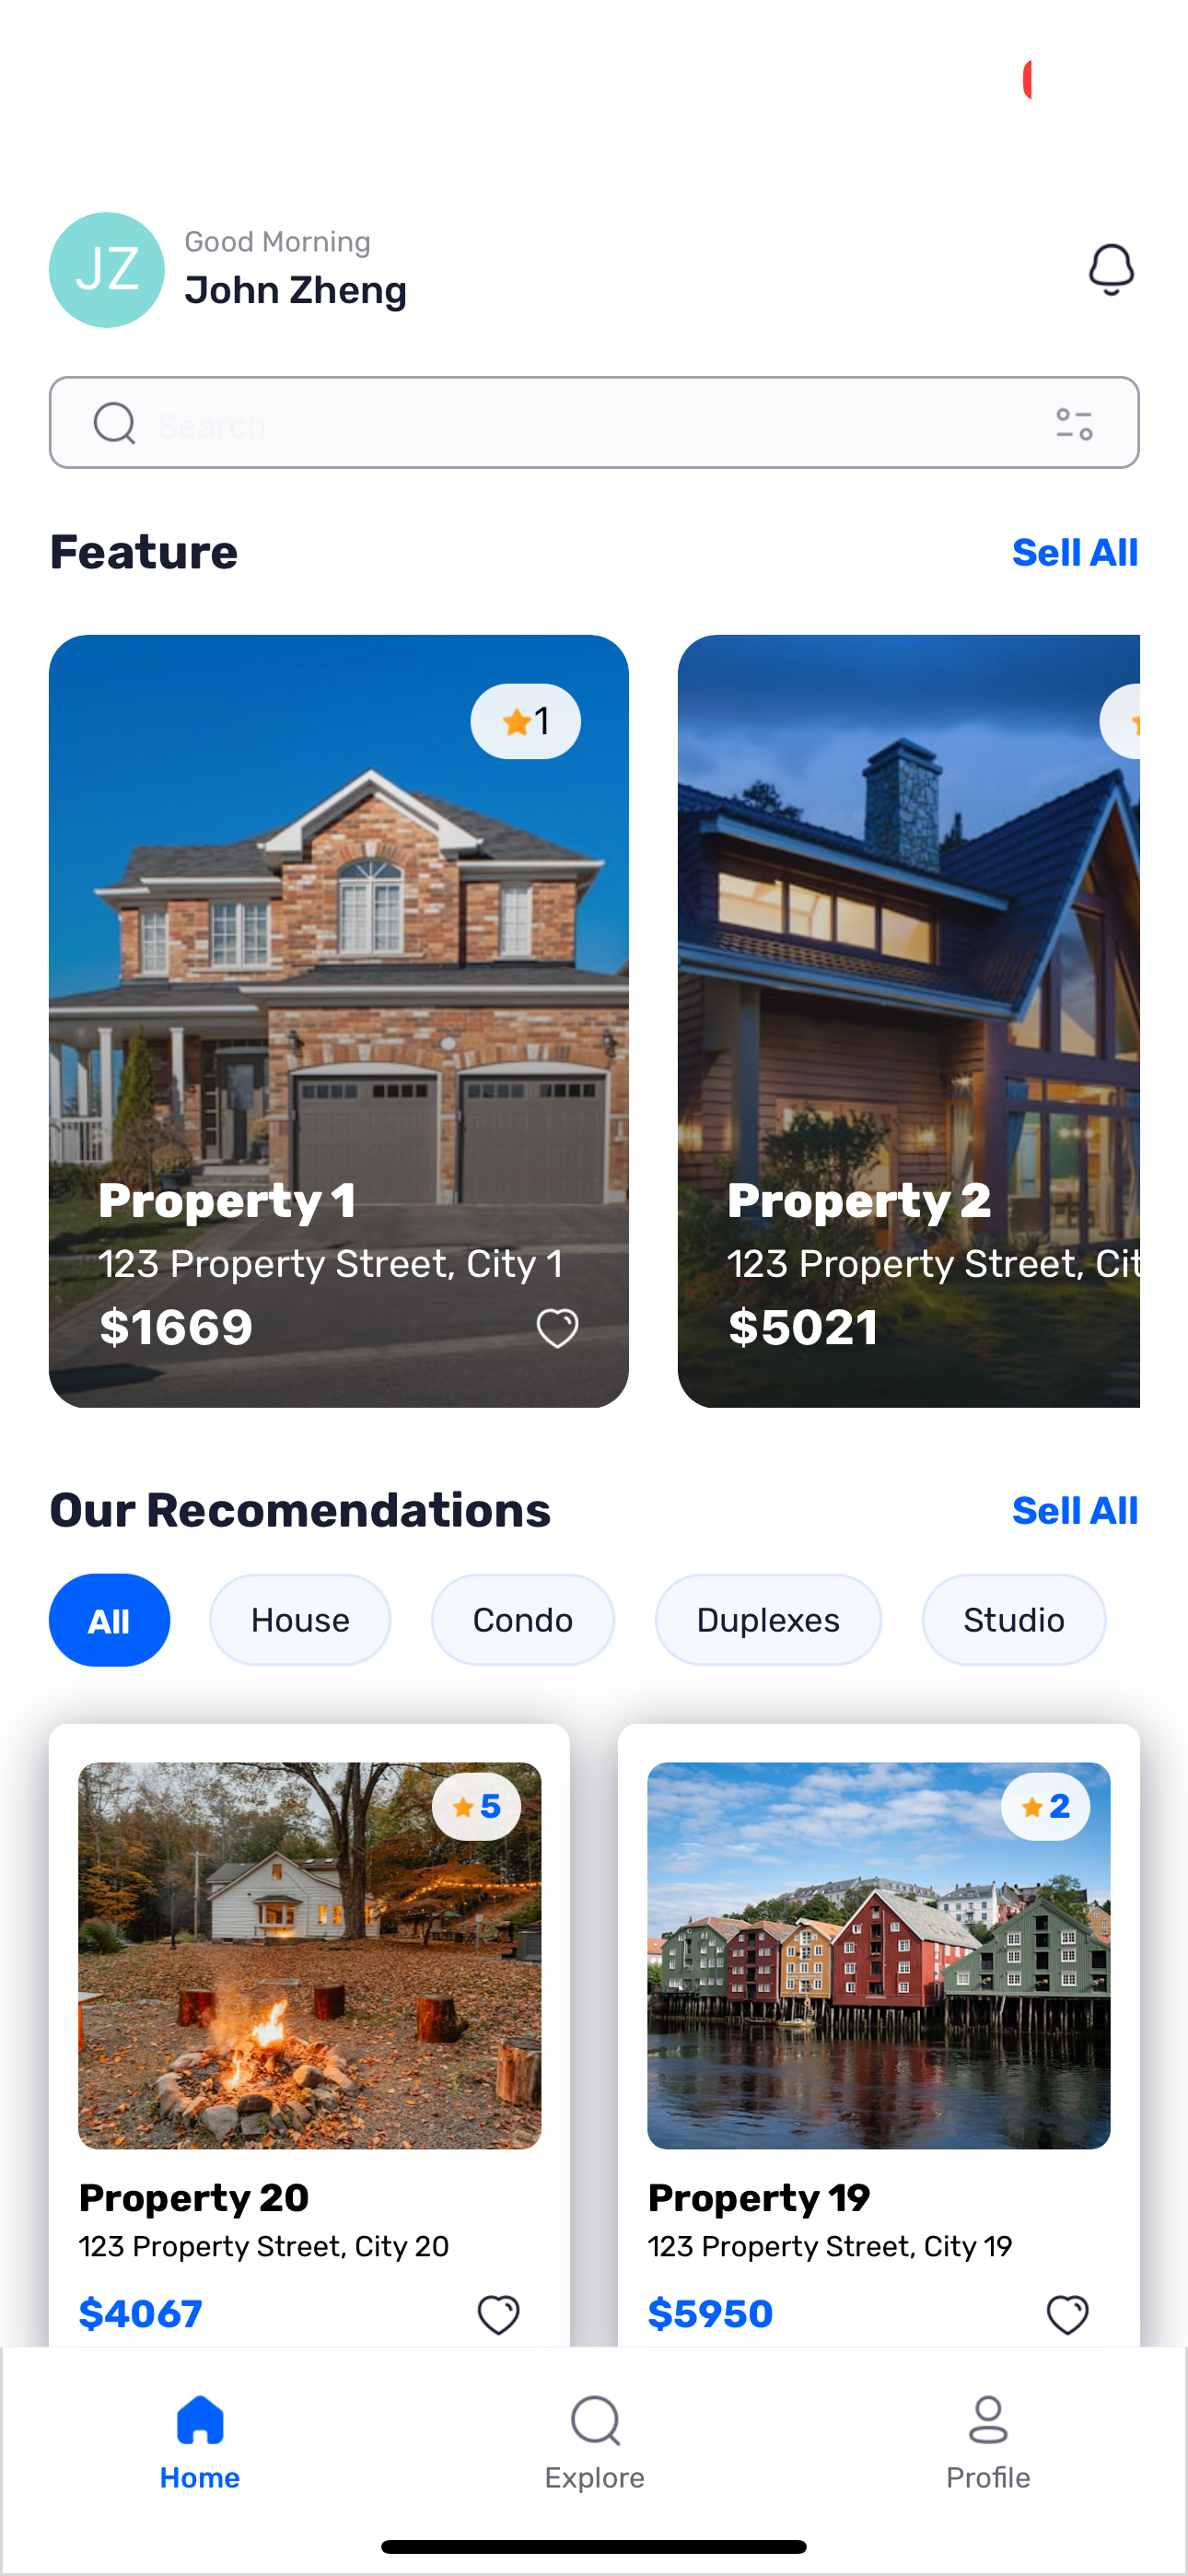 JZ
Good Morning
John Zheng
Search
Feature
Sell All
1
Property 1
123 Property Street, City 1
$1669
Property 2
123 Property Street, Cit
$5021
Our Recomendations
Sell All
All
House
Condo
Duplexes
Studio
5
2
Property 20
123 Property Street, City 20
$4067
Property 19
123 Property Street, City 19
$5950
Home
Explore
Profile